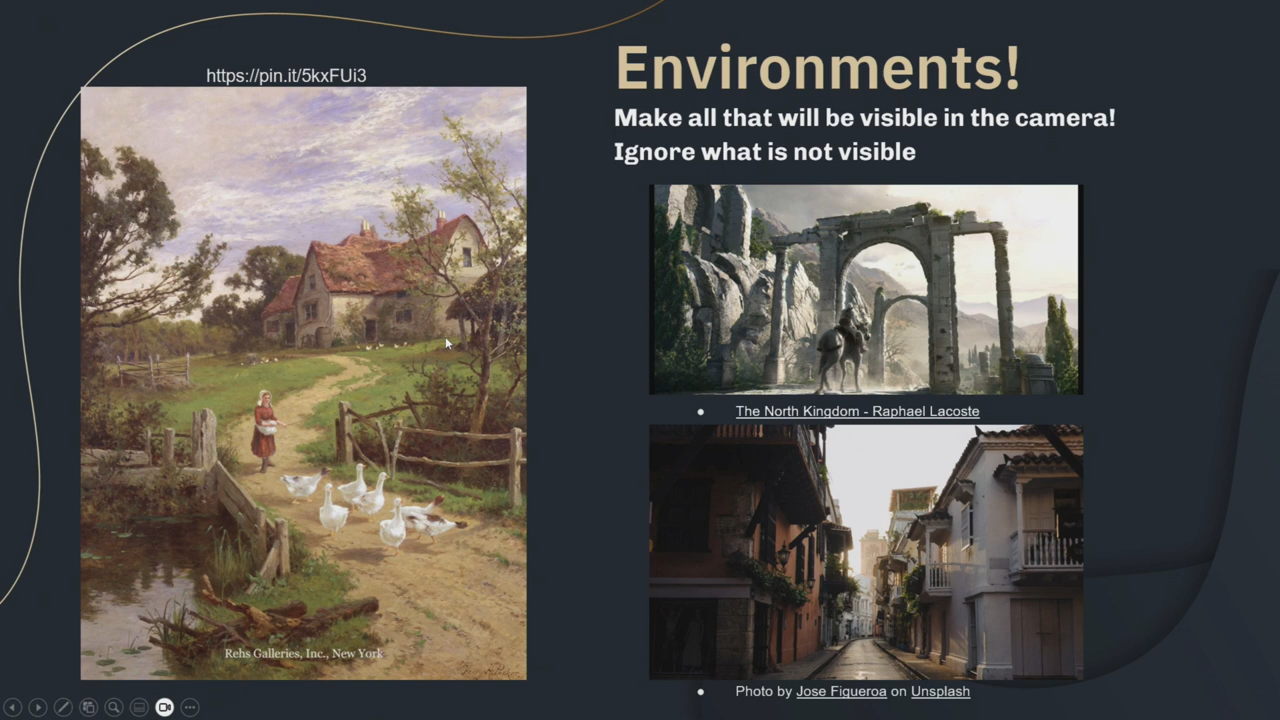 https://pin.it/5kxFUi3
Rehs Galleries, Inc., New York
Environments!
Make all that will be visible in the camera!
Ignore what is not visible
The North Kingdom - Raphael Lacoste
Photo by Jose Figueroa on Unsplash